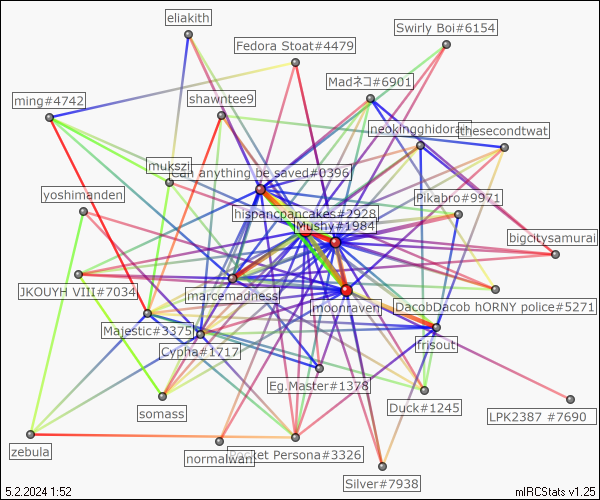 eliakith
Swirly Boi#6154
Fedora Stoat#4479
Madネコ#6901
ming#4742
shawntee9
neokingghidorah
thesecondtwat
mukszi
Can anything be saved#0396
yoshimanden
Pikabro#9971
hispancpancakes#2928
Mushy#1984
bigcitysamurai
JKOUYH VIII#7034
marcemadness
moonraven
DacobDacob hORNY police#5271
Majestic#3375
frisout
Cypha#1717
Eg.Master#1378
Duck#1245
somass
LPK2387 #7690
zebula
normalwan
Pocket Persona#3326
Silver#7938
5.2.2024 1:52
mIRCStats v1.25